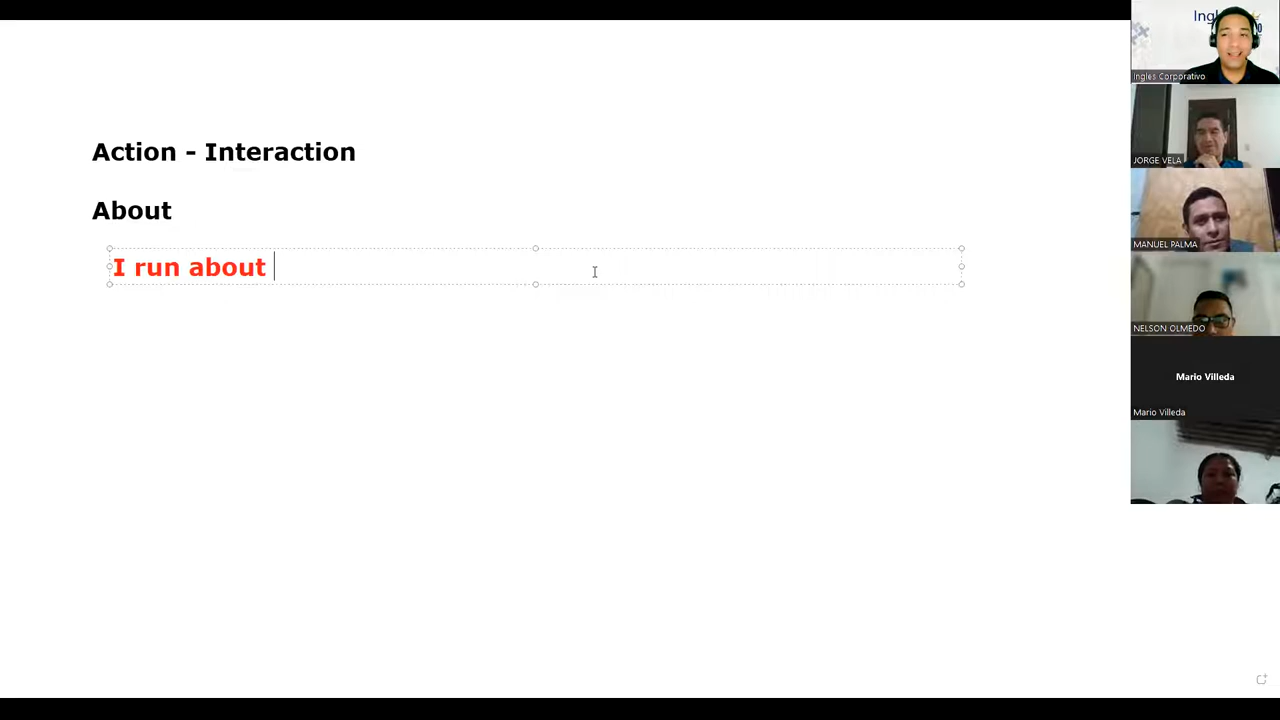 Action - Interaction
About
I run about
Ingles Corporativo
JORGE VELA
MANUEL PALMA
NELSON OLMEDO
Mario Villeda
Mario Villeda